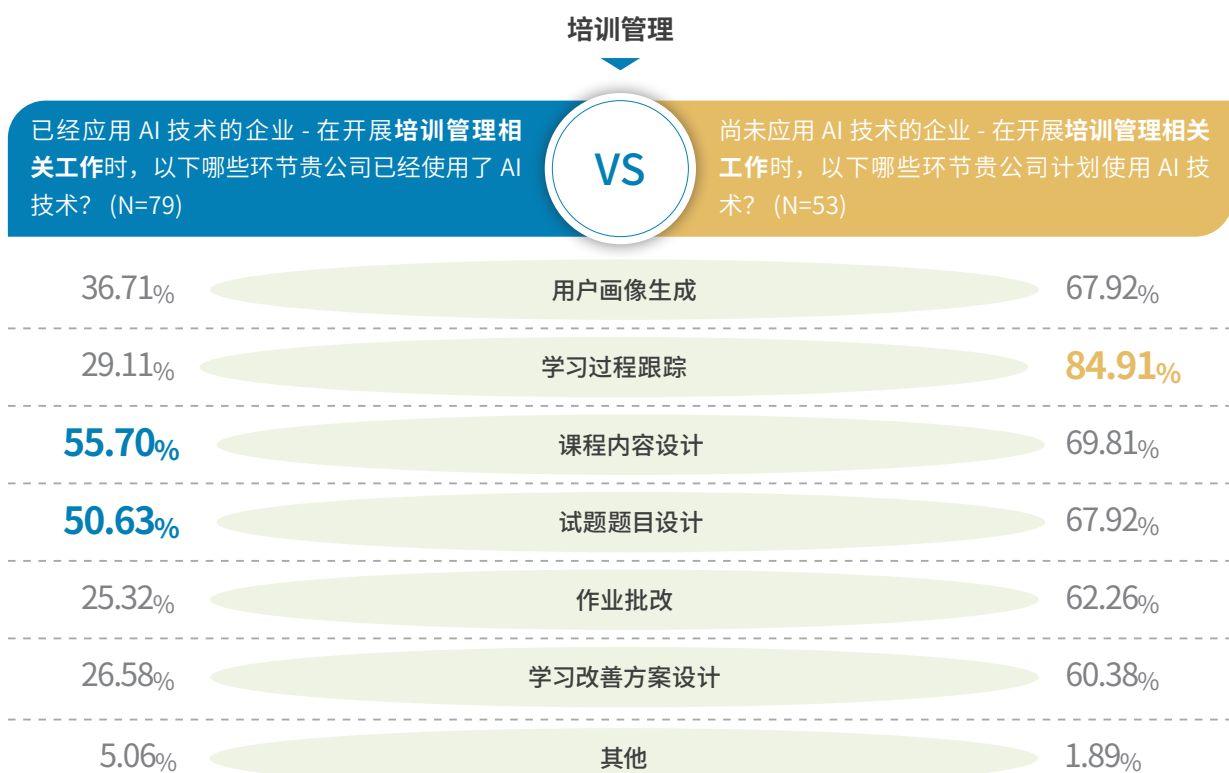 培训管理
已经应用 AI 技术的企业 - 在开展培训管理相
关工作时，以下哪些环节贵公司已经使用了 AI
技术？ (N=79)
VS
尚未应用 AI 技术的企业 - 在开展培训管理相关
工作时，以下哪些环节贵公司计划使用 AI 技
术？ (N=53)
36.71% 用户画像生成 67.92%
29.11% 学习过程跟踪 84.91%
55.70% 课程内容设计 69.81%
50.63% 试题题目设计 67.92%
25.32% 作业批改 62.26%
26.58% 学习改善方案设计 60.38%
5.06% 其他 1.89%